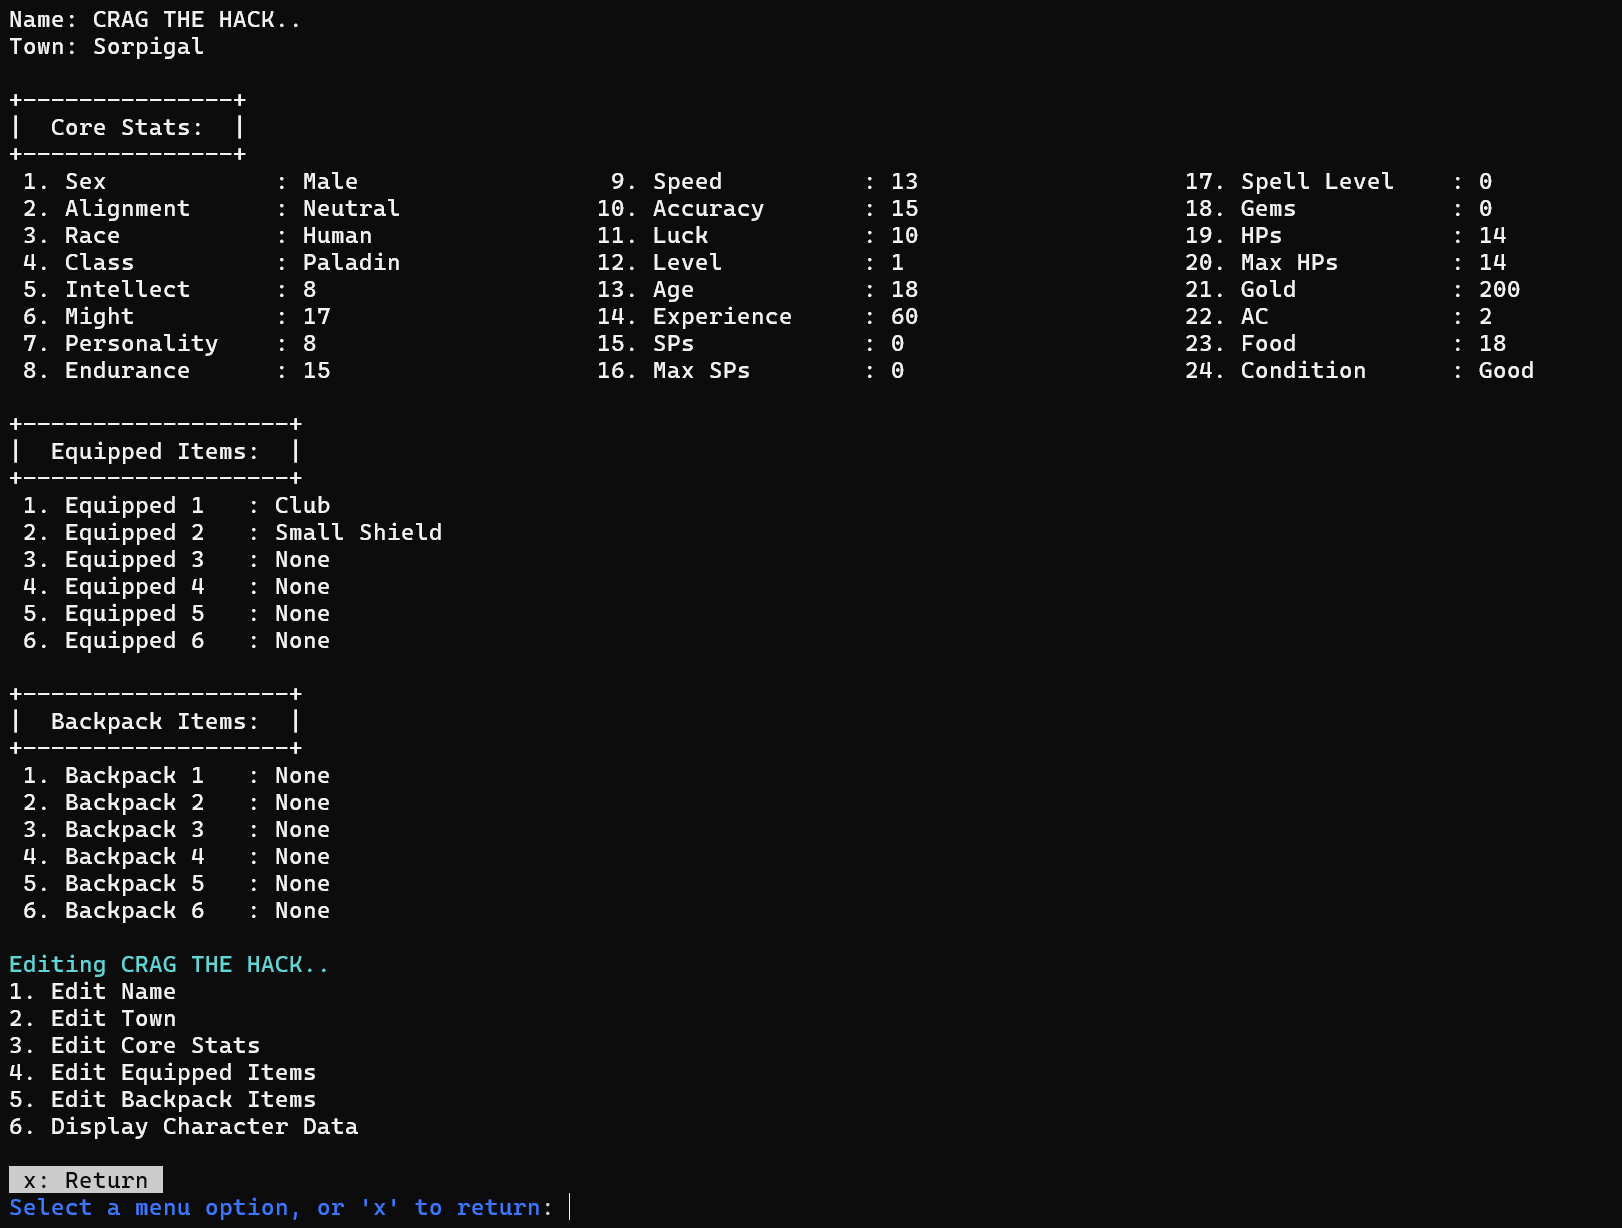 Name: CRAG THE HACK..
Town: Sorpigal
+---------------+
|  Core Stats:  |
+---------------+
 1. Sex            : Male              9. Speed          : 13                  17. Spell Level    : 0
 2. Alignment      : Neutral          10. Accuracy       : 15                  18. Gems           : 0
 3. Race           : Human            11. Luck           : 10                  19. HPs            : 14
 4. Class          : Paladin          12. Level          : 1                   20. Max HPs        : 14
 5. Intellect      : 8                13. Age            : 18                  21. Gold           : 200
 6. Might          : 17               14. Experience     : 60                  22. AC             : 2
 7. Personality    : 8                15. SPs            : 0                   23. Food           : 18
 8. Endurance      : 15               16. Max SPs        : 0                   24. Condition      : Good
+-------------------+
|  Equipped Items:  |
+-------------------+
 1. Equipped 1   : Club
 2. Equipped 2   : Small Shield
 3. Equipped 3   : None
 4. Equipped 4   : None
 5. Equipped 5   : None
 6. Equipped 6   : None
+-------------------+
|  Backpack Items:  |
+-------------------+
 1. Backpack 1   : None
 2. Backpack 2   : None
 3. Backpack 3   : None
 4. Backpack 4   : None
 5. Backpack 5   : None
 6. Backpack 6   : None
Editing CRAG THE HACK..
1. Edit Name
2. Edit Town
3. Edit Core Stats
4. Edit Equipped Items
5. Edit Backpack Items
6. Display Character Data
 x: Return
Select a menu option, or 'x' to return: